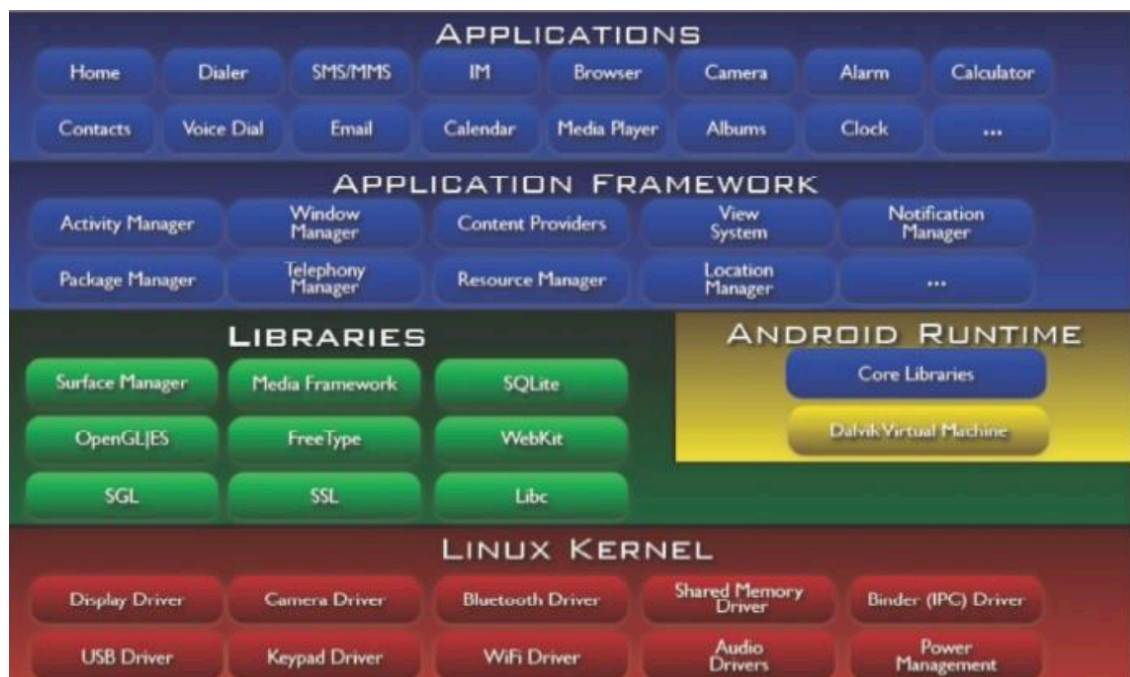 APPLICATIONS
Home Dialer SMS/MMS IM Browser Camera Alarm Calculator
Contacts Voice Dial Email Calendar Media Player Albums Clock ...
APPLICATION FRAMEWORK
Activity Manager Window Manager Content Providers View System Notification Manager
Package Manager Telephony Manager Resource Manager Location Manager ...
LIBRARIES
Surface Manager Media Framework SQLite
OpenGL|ES FreeType WebKit
SGL SSL Libc
ANDROID RUNTIME
Core Libraries
Dalvik Virtual Machine
LINUX KERNEL
Display Driver Camera Driver Bluetooth Driver Shared Memory Driver Binder (IPC) Driver
USB Driver Keypad Driver WiFi Driver Audio Drivers Power Management